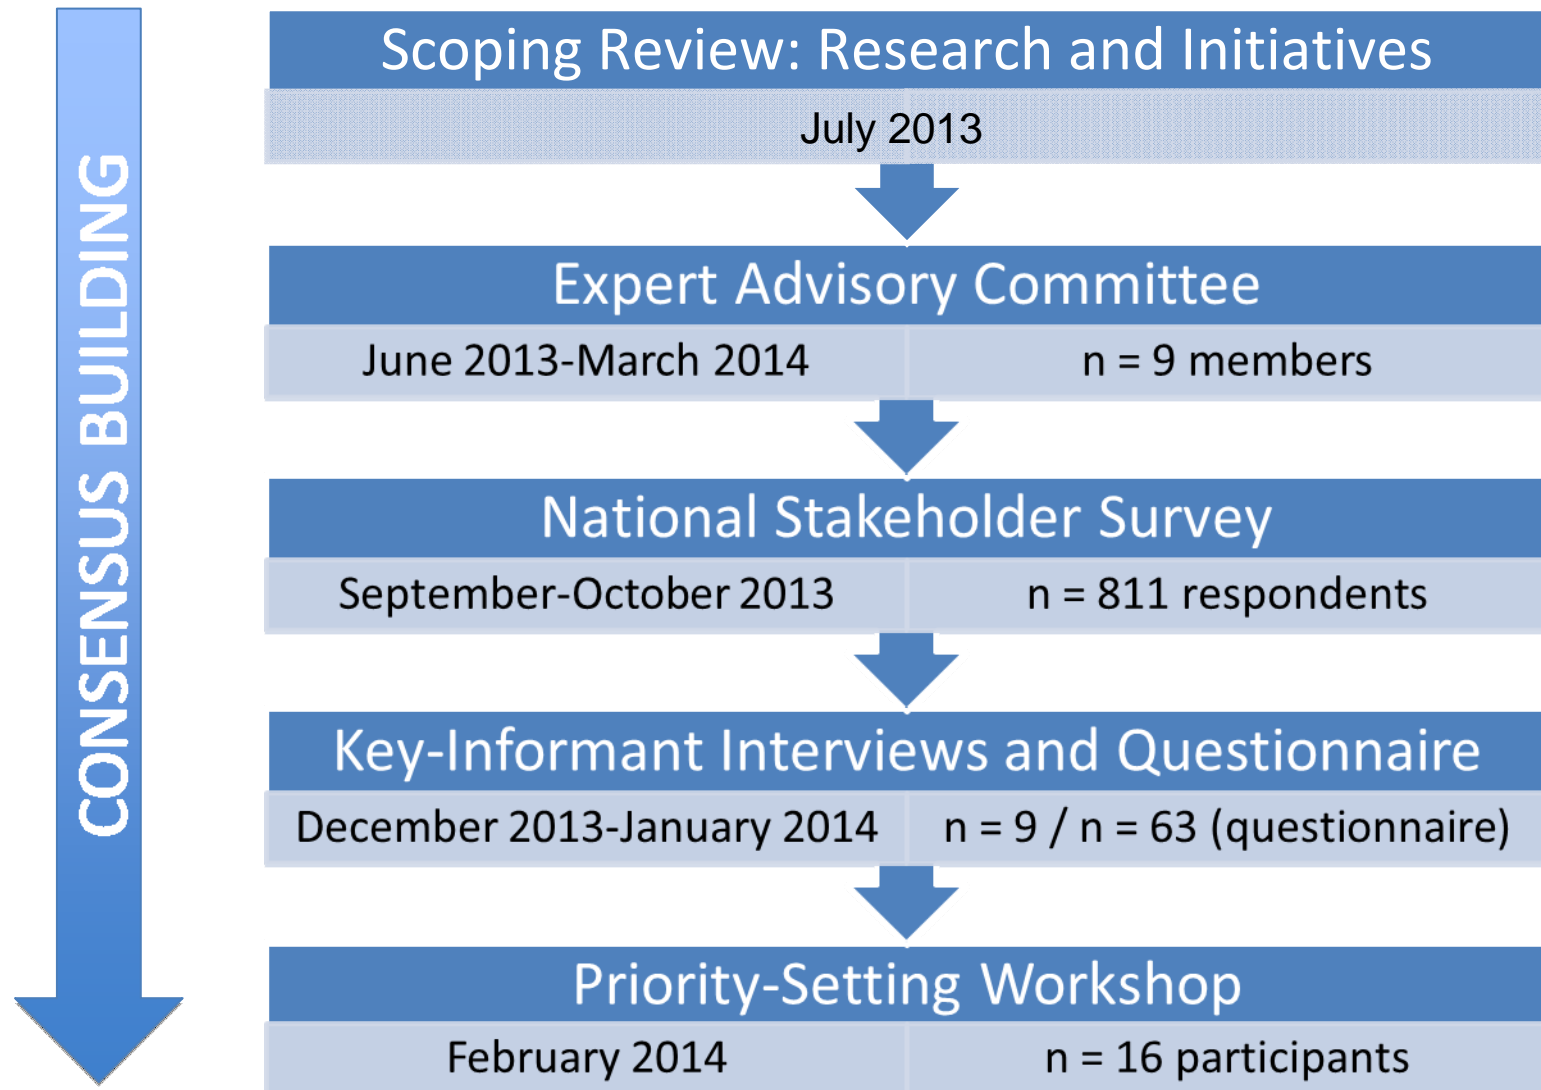 CONSENSUS BUILDING
Scoping Review: Research and Initiatives
July 2013
Expert Advisory Committee
June 2013-March 2014
n = 9 members
National Stakeholder Survey
September-October 2013
n = 811 respondents
Key-Informant Interviews and Questionnaire
December 2013-January 2014
n = 9 / n = 63 (questionnaire)
Priority-Setting Workshop
February 2014
n = 16 participants